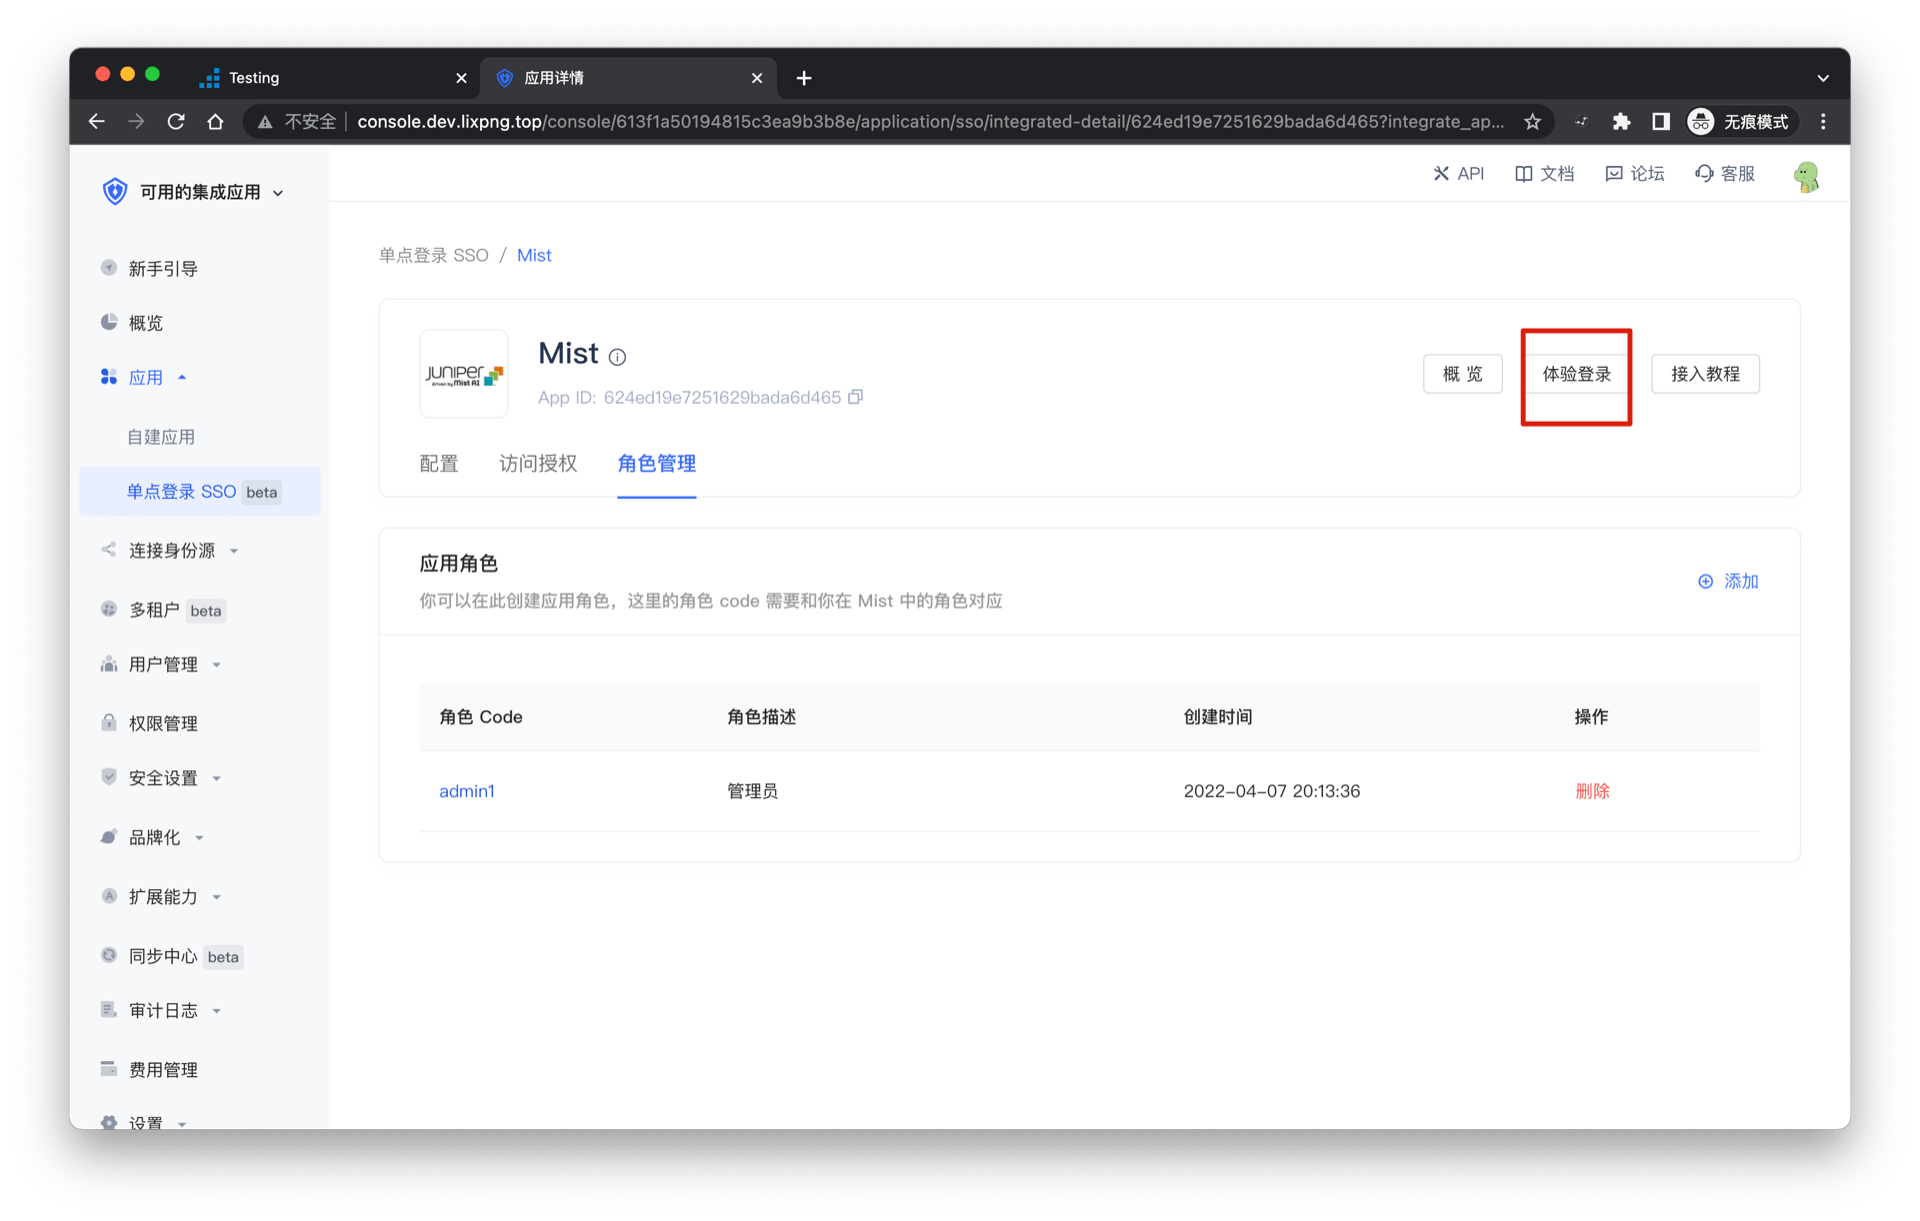 Testing
应用详情
不安全
console.dev.lixpng.top/console/613f1a50194815c3ea9b3b8e/application/sso/integrated-detail/624ed19e7251629bada6d465?integrate_ap...
无痕模式
可用的集成应用
API
文档
论坛
客服
新手引导
概览
应用
自建应用
单点登录 SSO beta
连接身份源
多租户 beta
用户管理
权限管理
安全设置
品牌化
扩展能力
同步中心 beta
审计日志
费用管理
设置
单点登录 SSO / Mist
Juniper
driven by Mist AI
Mist
App ID: 624ed19e7251629bada6d465
概 览
体验登录
接入教程
配置
访问授权
角色管理
应用角色
你可以在此创建应用角色，这里的角色 code 需要和你在 Mist 中的角色对应
添加
角色 Code
角色描述
创建时间
操作
admin1
管理员
2022-04-07 20:13:36
删除